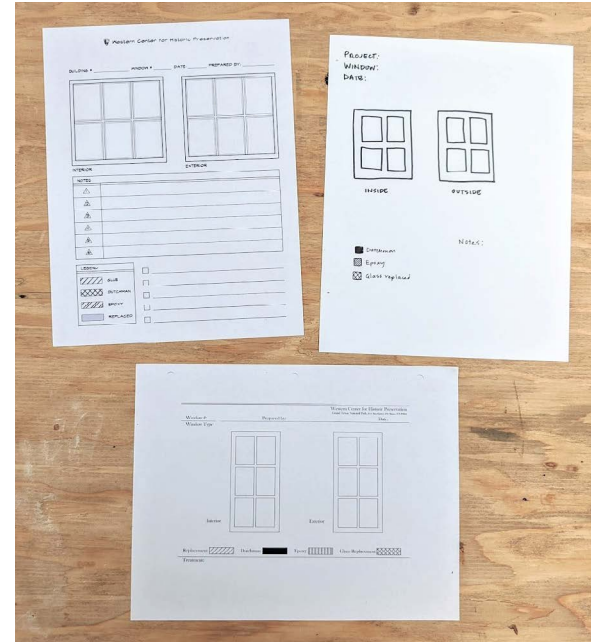 Western Center for Historic Preservation
BUILDING # WINDOW # DATE PREPARED BY:
INTERIOR EXTERIOR
NOTES
LEGEND:
GLUE
DUTCHMAN
EPOXY
REPLACED
PROJECT:
WINDOW:
DATE:
INSIDE OUTSIDE
Notes:
Dutchman
Epoxy
Glass replaced
Western Center for Historic Preservation
Window #: Prepared by: Date:
Window Type
Interior Exterior
Replacement Dutchman Epoxy Glass Replacement
Treatment: